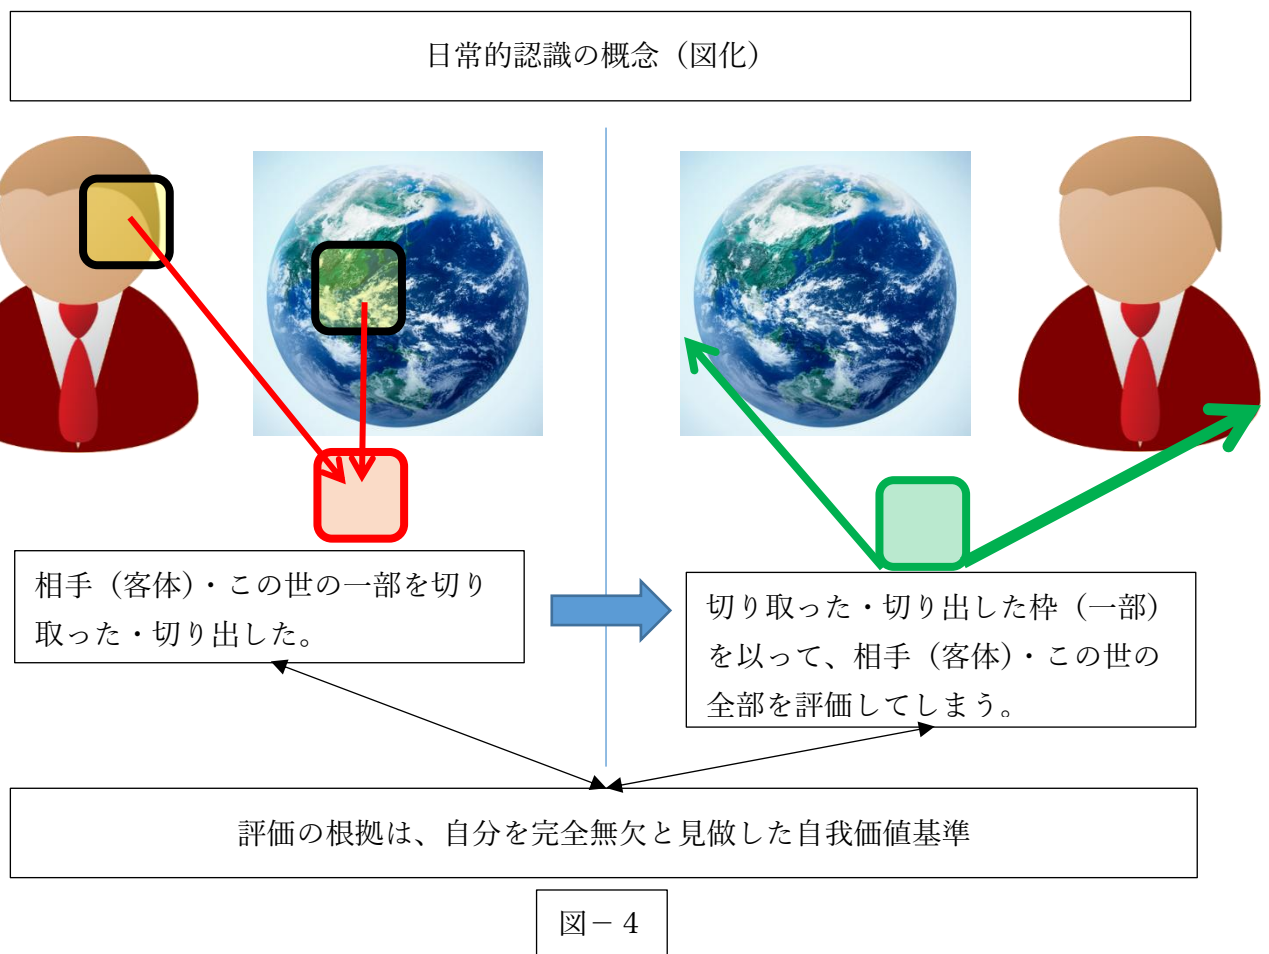 日常的認識の概念（図化）
相手（客体）・この世の一部を切り
取った・切り出した。
切り取った・切り出した枠（一部）
を以って、相手（客体）・この世の
全部を評価してしまう。
評価の根拠は、自分を完全無欠と見做した自我価値基準
図－４